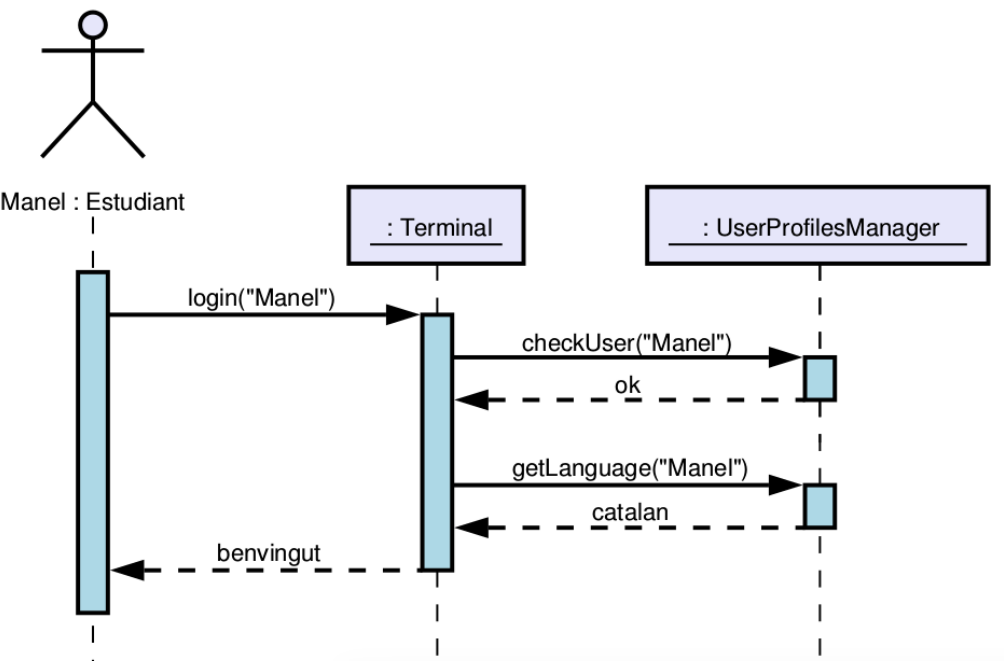 Manel : Estudiant
: Terminal
: UserProfilesManager
login("Manel")
checkUser("Manel")
ok
getLanguage("Manel")
catalan
benvingut